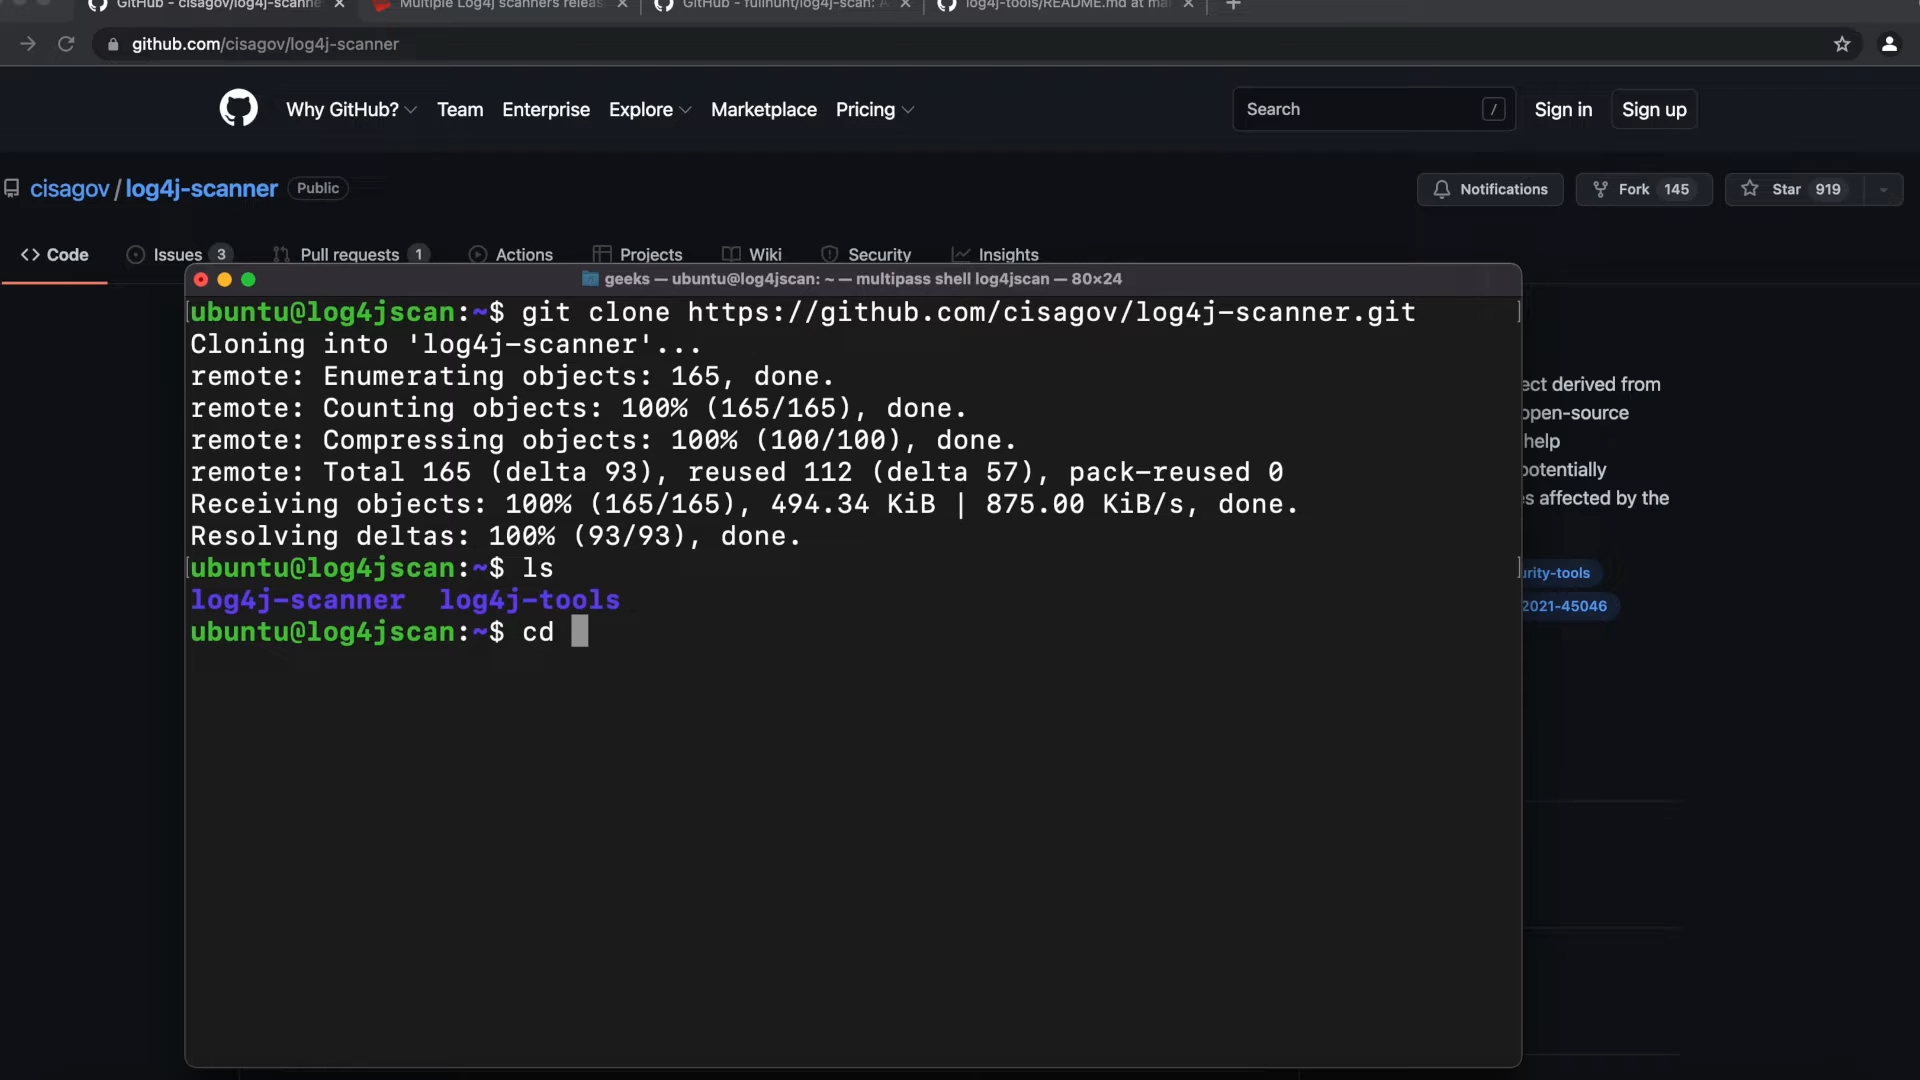 GitHub - cisagov/log4j-scanne
Multiple Log4j scanners releas
GitHub - fullhunt/log4j-scan: A
log4j-tools/README.md at mai
github.com/cisagov/log4j-scanner
Why GitHub? Team Enterprise Explore Marketplace Pricing Search / Sign in Sign up
cisagov / log4j-scanner Public Notifications Fork 145 Star 919
Code Issues 3 Pull requests 1 Actions Projects Wiki Security Insights
geeks — ubuntu@log4jscan: ~ — multipass shell log4jscan — 80×24
ubuntu@log4jscan:~$ git clone https://github.com/cisagov/log4j-scanner.git
Cloning into 'log4j-scanner'...
remote: Enumerating objects: 165, done.
remote: Counting objects: 100% (165/165), done.
remote: Compressing objects: 100% (100/100), done.
remote: Total 165 (delta 93), reused 112 (delta 57), pack-reused 0
Receiving objects: 100% (165/165), 494.34 KiB | 875.00 KiB/s, done.
Resolving deltas: 100% (93/93), done.
ubuntu@log4jscan:~$ ls
log4j-scanner log4j-tools
ubuntu@log4jscan:~$ cd
ect derived from
open-source
help
potentially
s affected by the
urity-tools
2021-45046